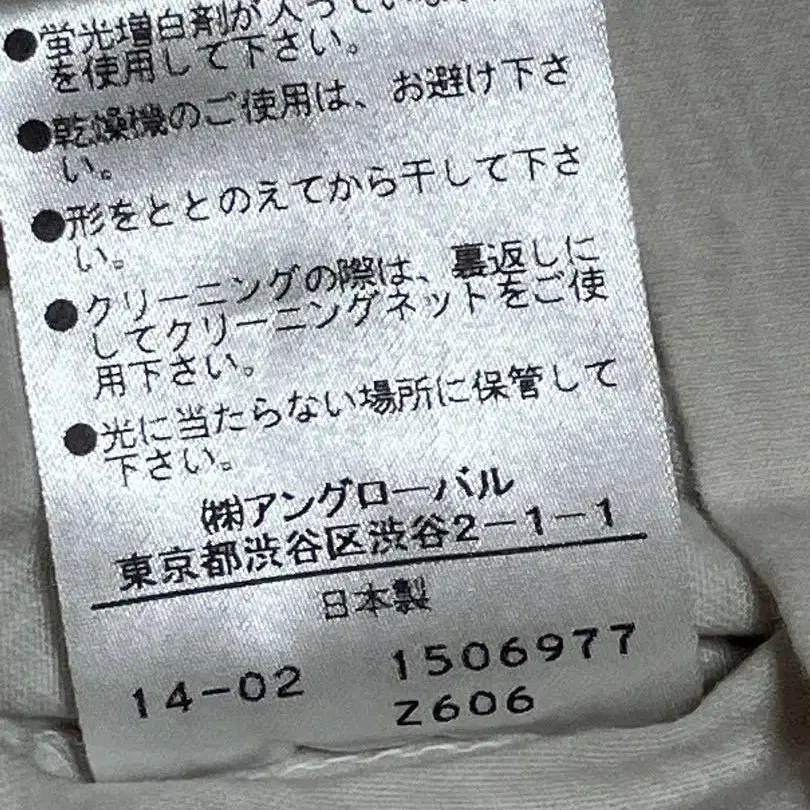 ●蛍光増白剤が入っていな
を使用して下さい。
●乾燥機のご使用は、お避け下さ
い。
●形をととのえてから干して下さ
い。
●クリーニングの際は、裏返しに
してクリーニングネットをご使
用下さい。
●光に当たらない場所に保管して
下さい。
㈱アングローバル
東京都渋谷区渋谷2-1-1
日本製
14-02 1506977
Z606